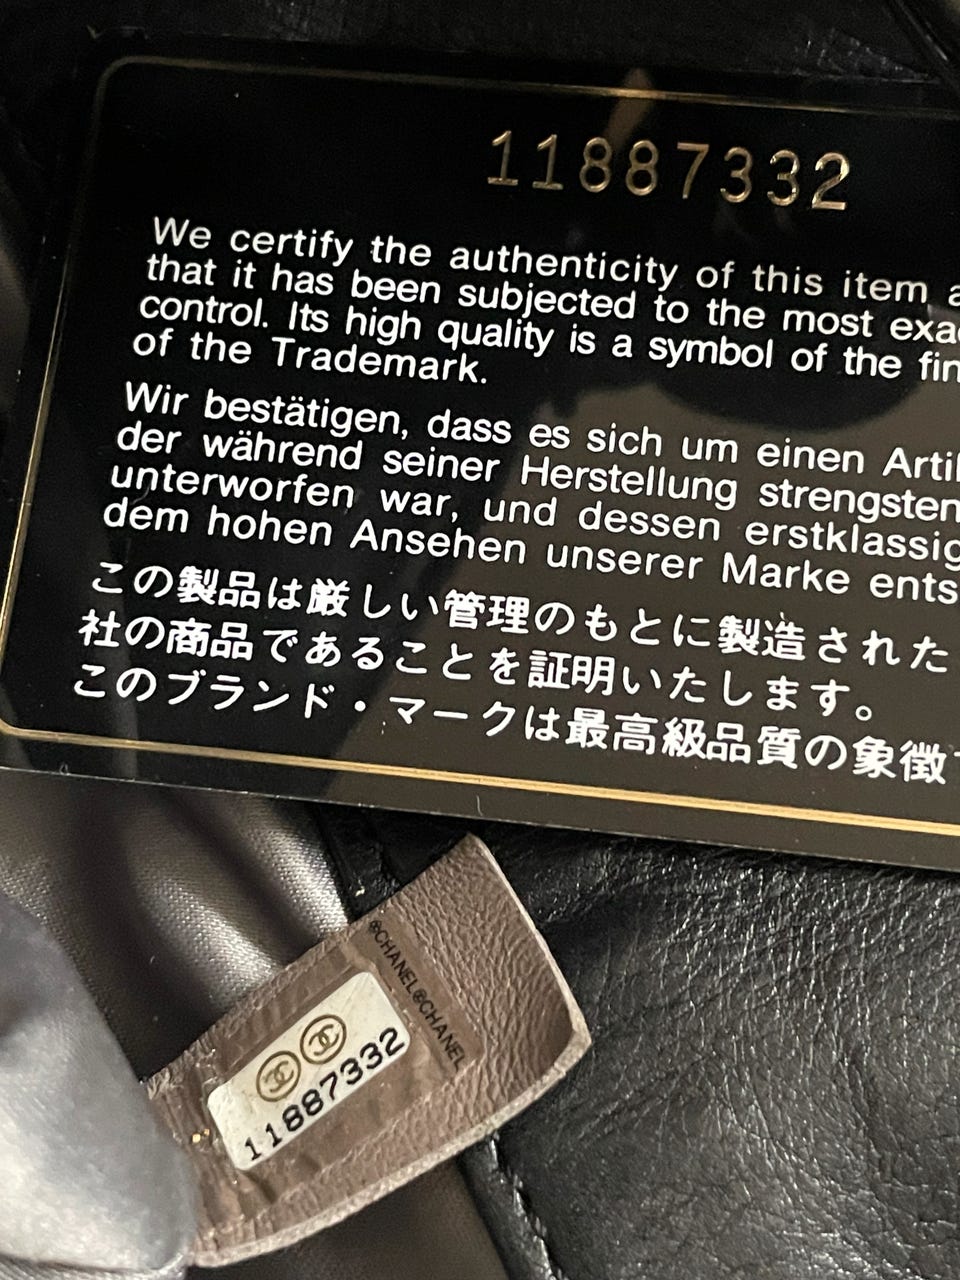 11887332
We certify the authenticity of this item
that it has been subjected to the most
control. Its high quality is a symbol of the
of the Trademark.
Wir bestätigen, dass es sich um einen
der während seiner Herstellung strengsten
unterworfen war, und dessen
dem hohen Ansehen unserer Marke
この製品は厳しい管理のもとに製造された
社の商品であることを証明いたします。
このブランド・マークは最高級品質の象徴
©CHANEL©CHANEL
11887332